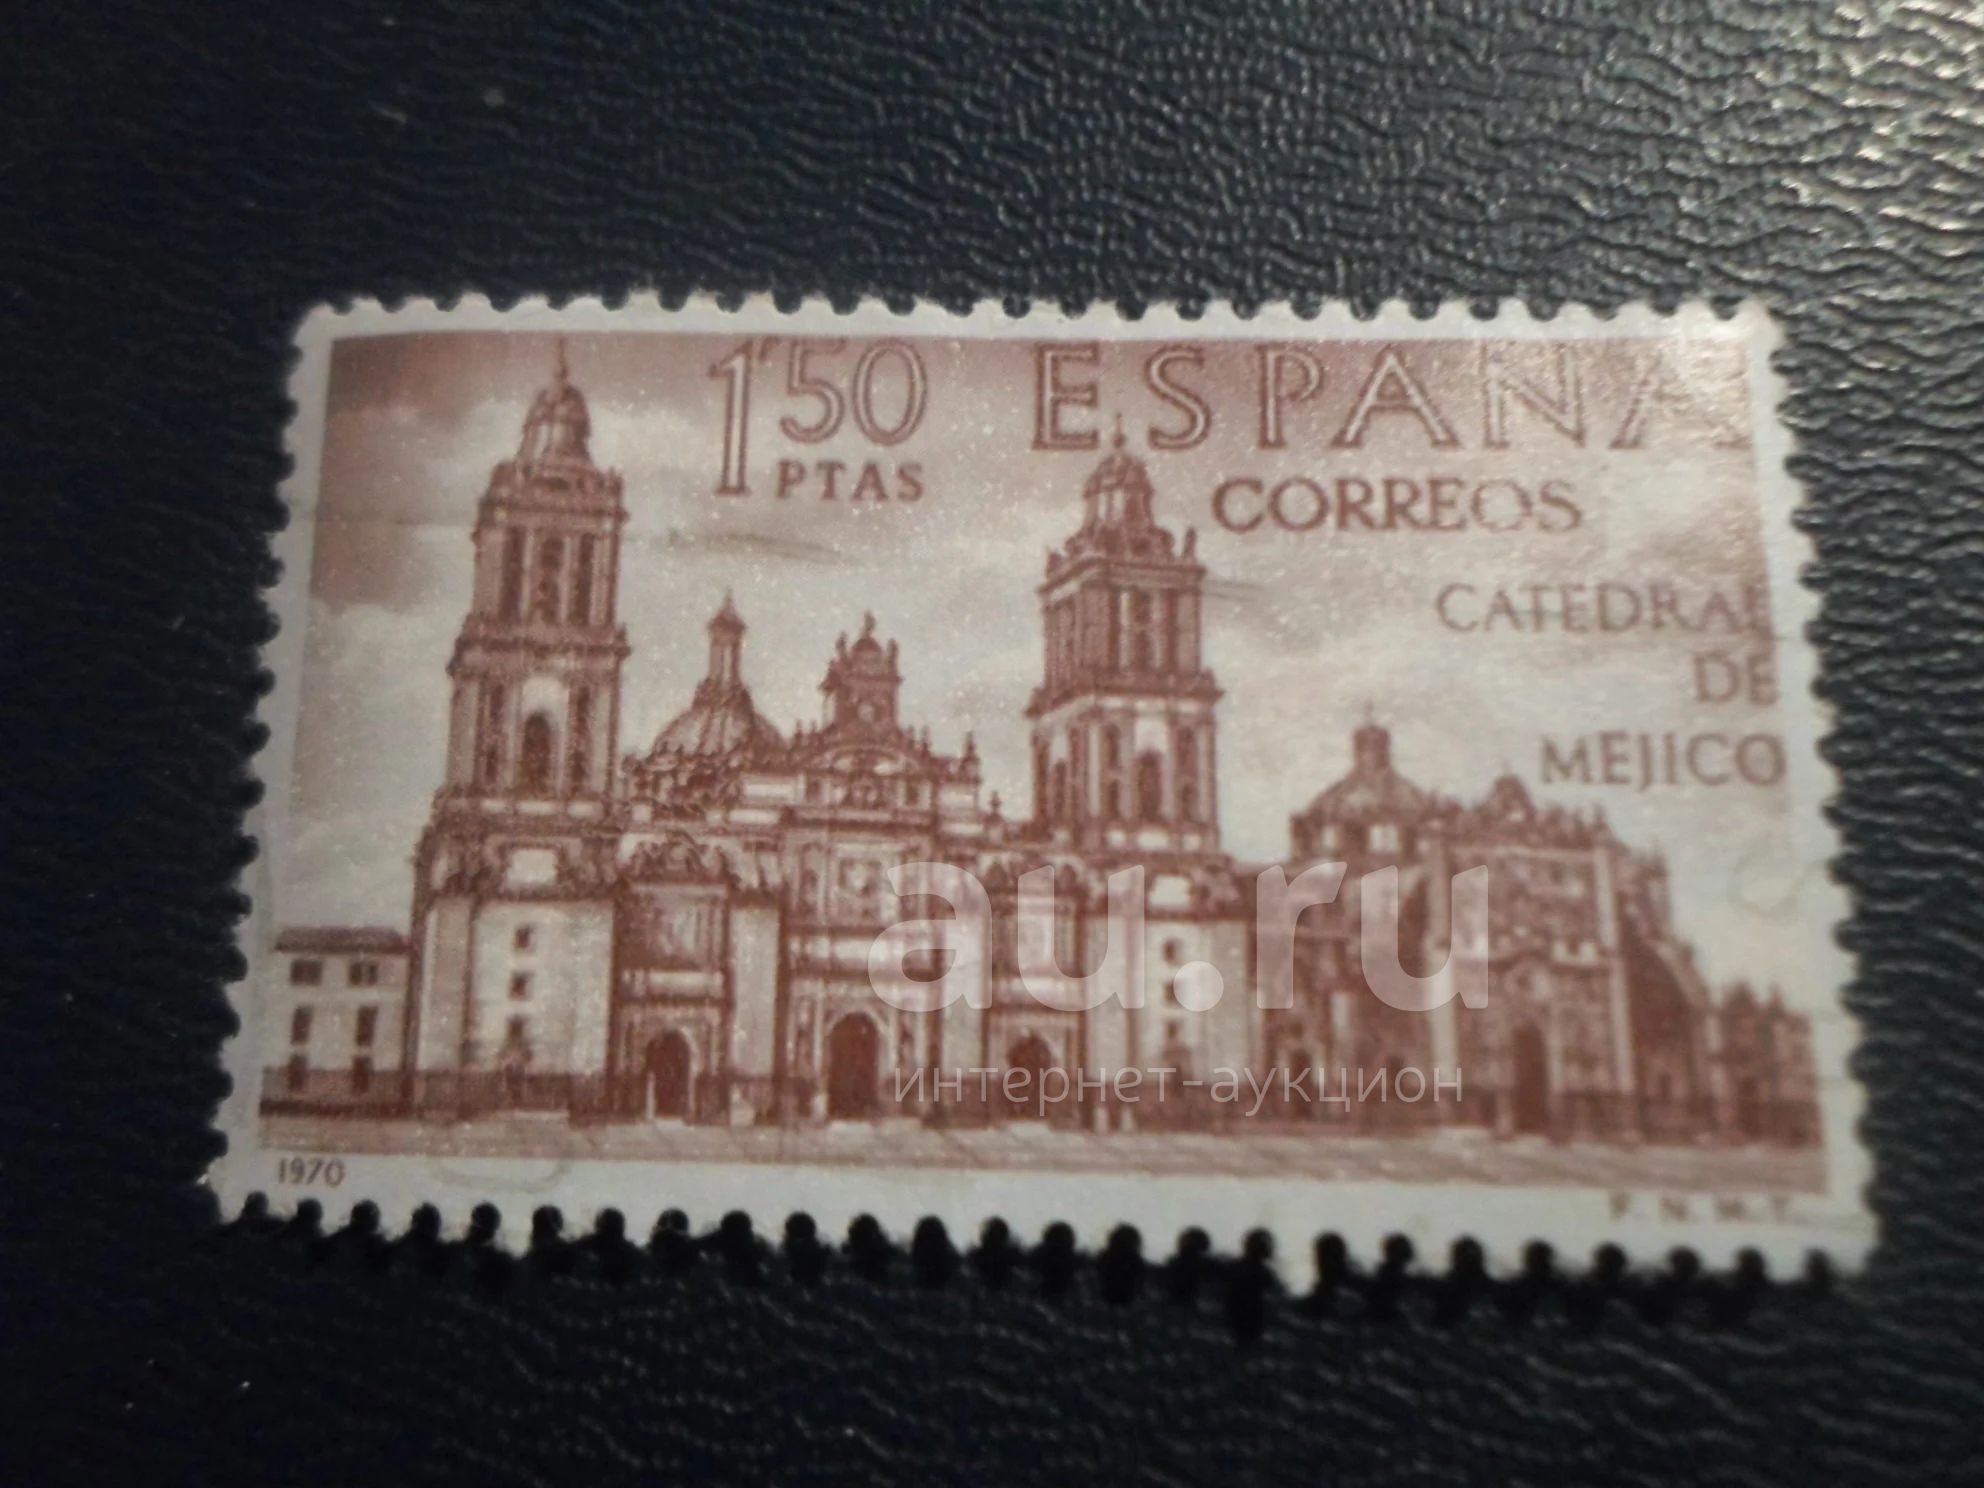 1'50 ESPAÑA
PTAS CORREOS
CATEDRAL
DE
MEJICO
au.ru
интернет-аукцион
1970
F. N. M. T.